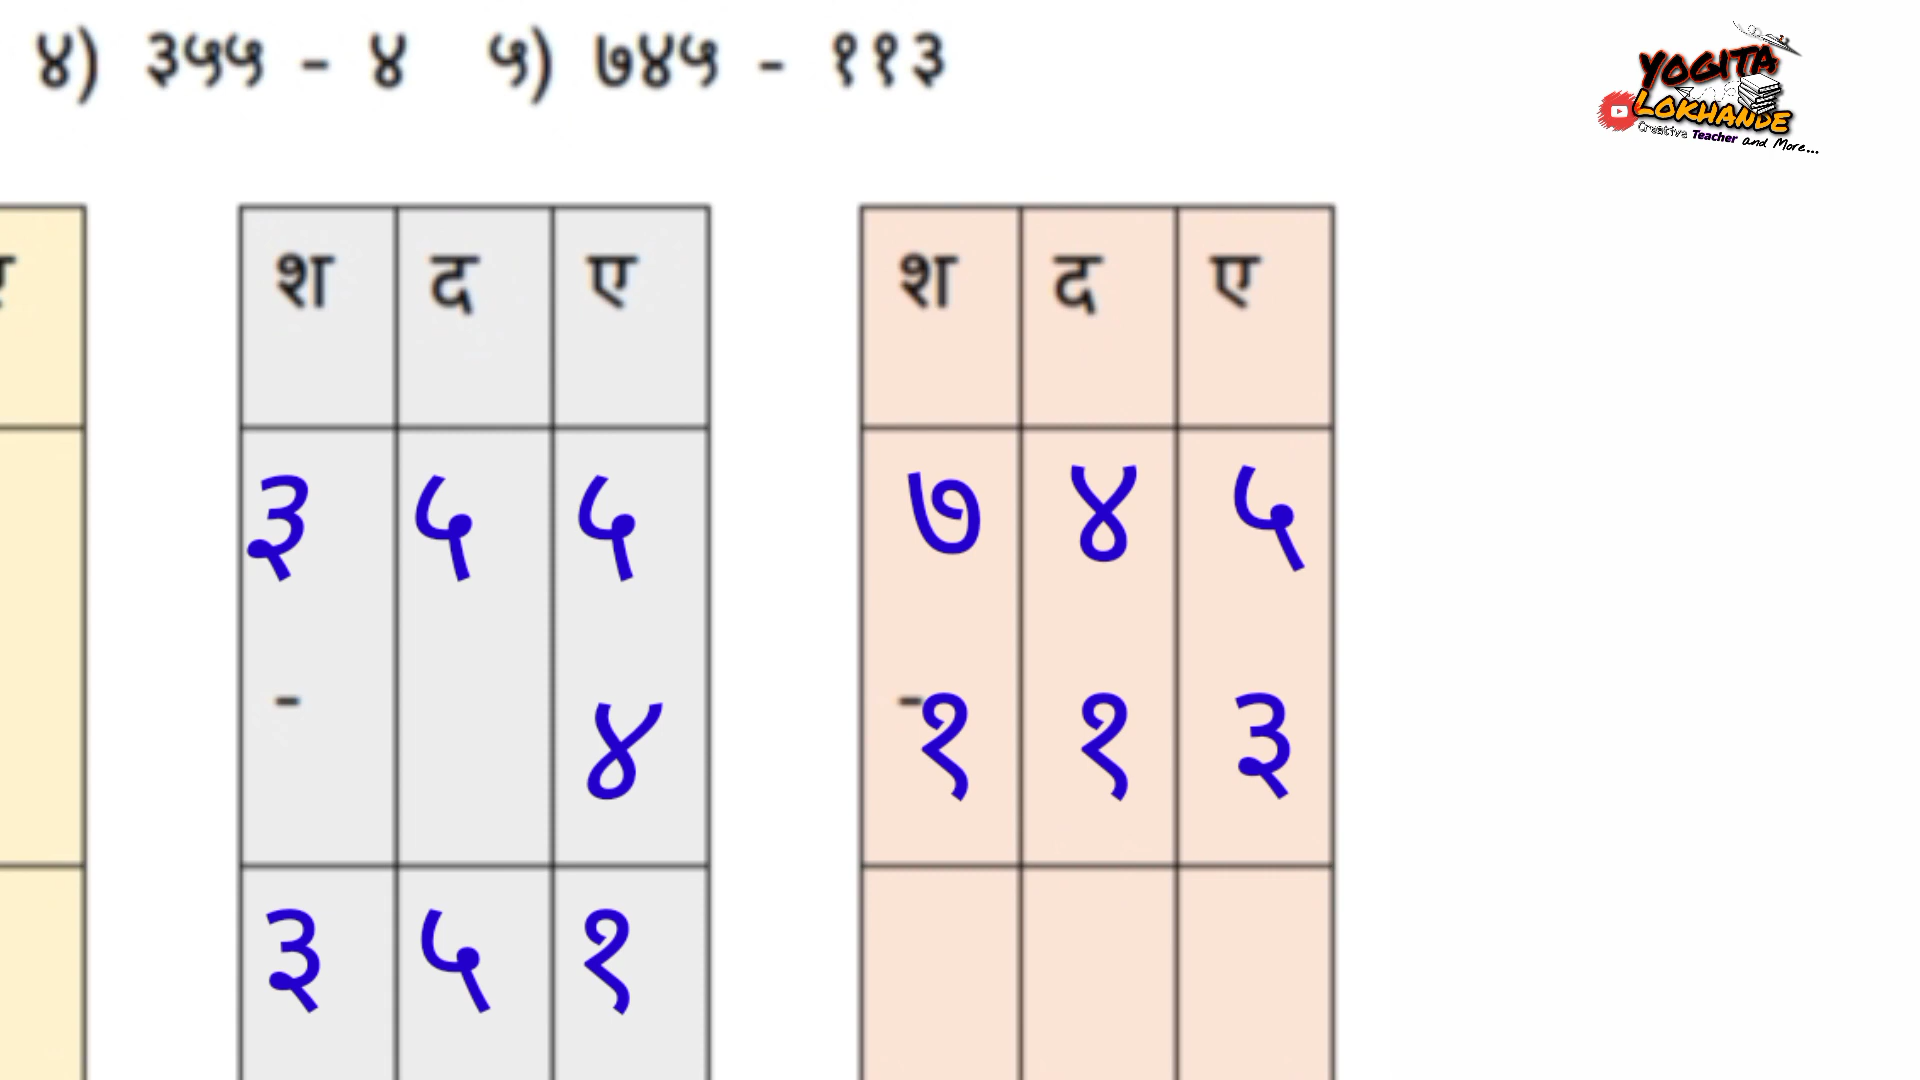 ४) ३५५ - ४ ५) ७४५ - ११३
YOGITA
LOKHANDE
Creative Teacher and More...
श द ए
३ ५ ५
- ४
३ ५ १
श द ए
७ ४ ५
- १ १ ३